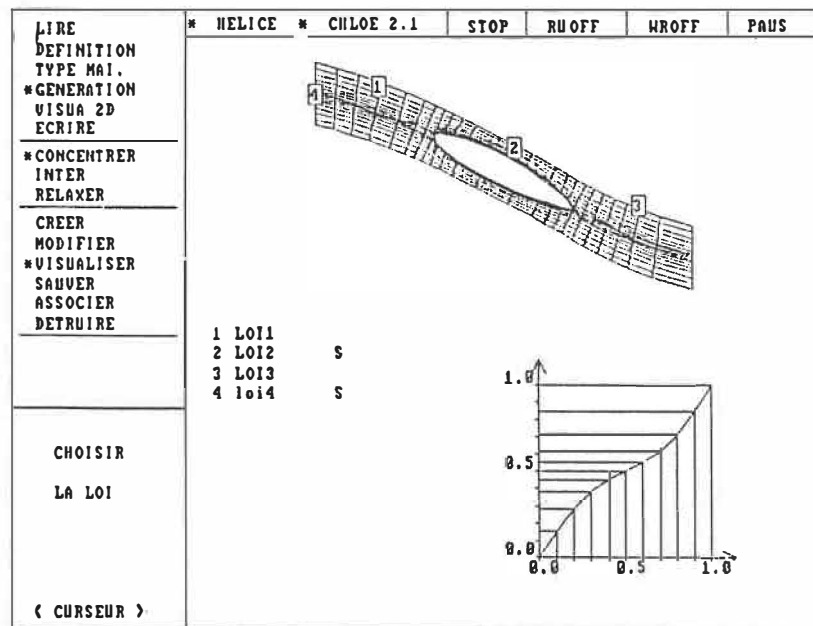 LIRE
DEFINITION
TYPE MAI.
*GENERATION
VISUA 2D
ECRIRE
*CONCENTRER
INTER
RELAXER
CREER
MODIFIER
*VISUALISER
SAUVER
ASSOCIER
DETRUIRE
CHOISIR
LA LOI
( CURSEUR )
* HELICE * CHLOE 2.1 STOP RUOFF WROFF PAUS
1
4
2
3
1 LOI1
2 LOI2 S
3 LOI3
4 loi4 S
1.0
0.5
0.0
0.0 0.5 1.0